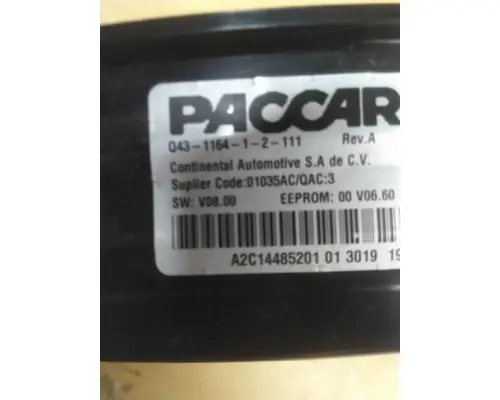 PACCAR
Q43-1164-1-2-111 Rev.A
Continental Automotive S.A de C.V.
Suplier Code:01035AC/QAC:3
SW: V08.00 EEPROM: 00 V06.60
A2C14485201 01 3019 19